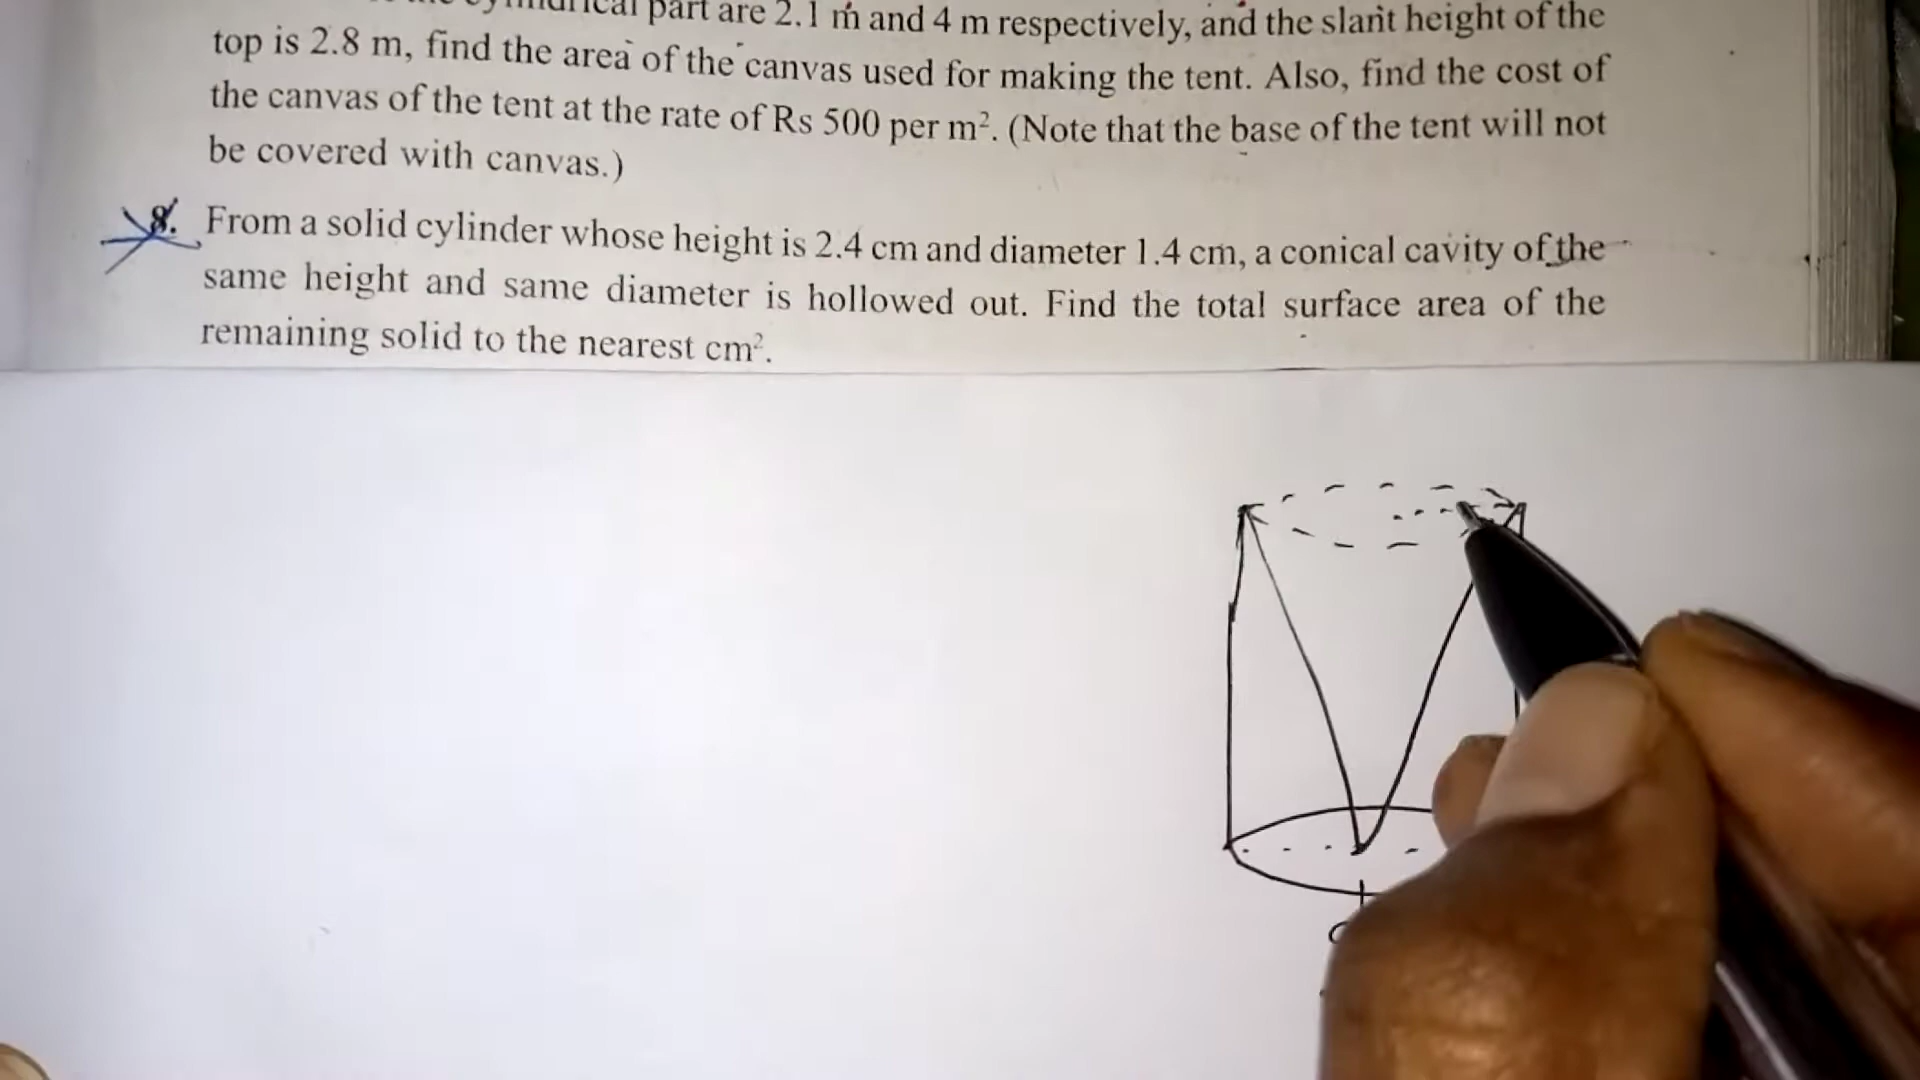 cylindrical part are 2.1 m and 4 m respectively, and the slant height of the
top is 2.8 m, find the area of the canvas used for making the tent. Also, find the cost of
the canvas of the tent at the rate of Rs 500 per m². (Note that the base of the tent will not
be covered with canvas.)
8. From a solid cylinder whose height is 2.4 cm and diameter 1.4 cm, a conical cavity of the
same height and same diameter is hollowed out. Find the total surface area of the
remaining solid to the nearest cm².